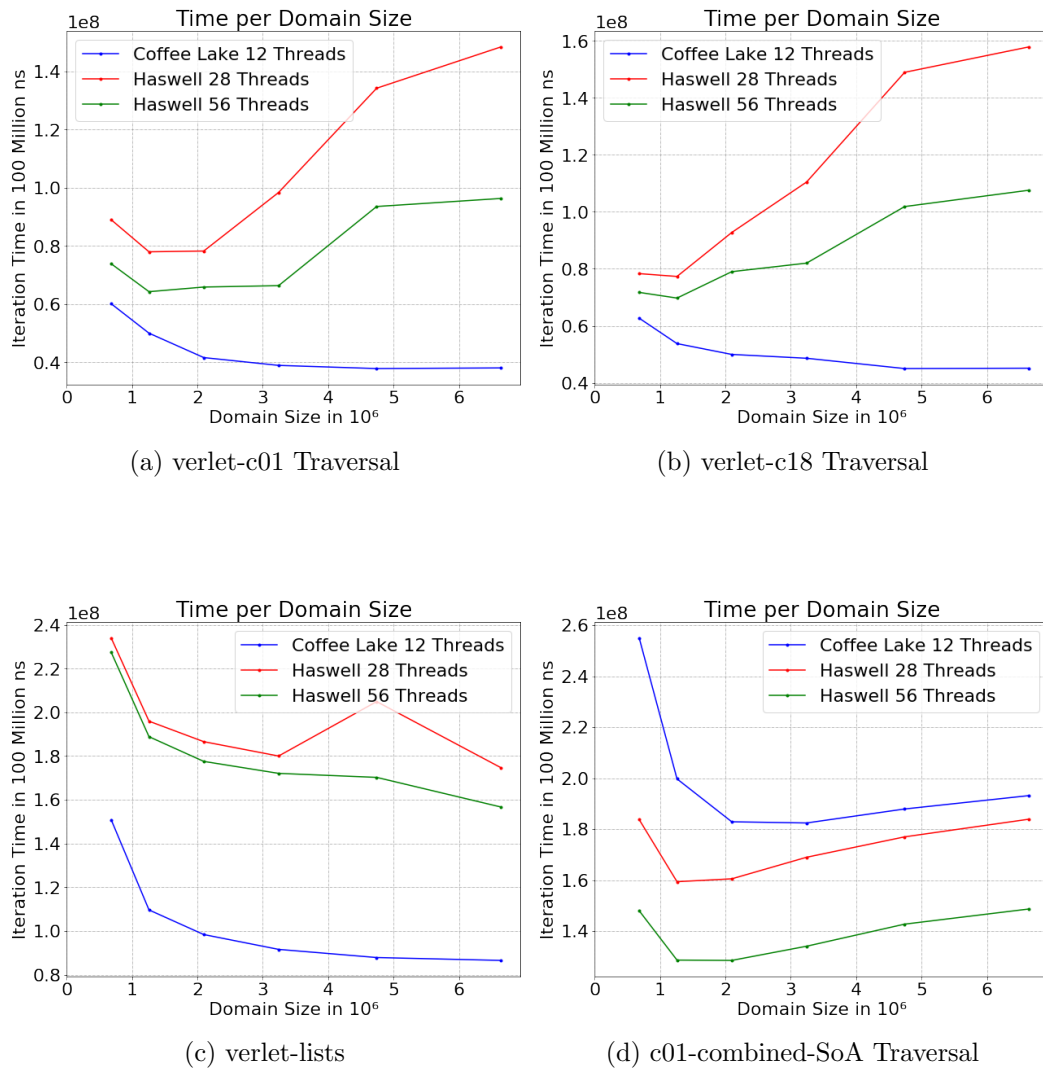 Time per Domain Size
1e8
Coffee Lake 12 Threads
Haswell 28 Threads
Haswell 56 Threads
Iteration Time in 100 Million ns
1.4
1.2
1.0
0.8
0.6
0.4
0 1 2 3 4 5 6
Domain Size in 10⁶
(a) verlet-c01 Traversal
Time per Domain Size
1e8
Coffee Lake 12 Threads
Haswell 28 Threads
Haswell 56 Threads
Iteration Time in 100 Million ns
1.6
1.4
1.2
1.0
0.8
0.6
0.4
0 1 2 3 4 5 6
Domain Size in 10⁶
(b) verlet-c18 Traversal
Time per Domain Size
1e8
Coffee Lake 12 Threads
Haswell 28 Threads
Haswell 56 Threads
Iteration Time in 100 Million ns
2.4
2.2
2.0
1.8
1.6
1.4
1.2
1.0
0.8
0 1 2 3 4 5 6
Domain Size in 10⁶
(c) verlet-lists
Time per Domain Size
1e8
Coffee Lake 12 Threads
Haswell 28 Threads
Haswell 56 Threads
Iteration Time in 100 Million ns
2.6
2.4
2.2
2.0
1.8
1.6
1.4
0 1 2 3 4 5 6
Domain Size in 10⁶
(d) c01-combined-SoA Traversal